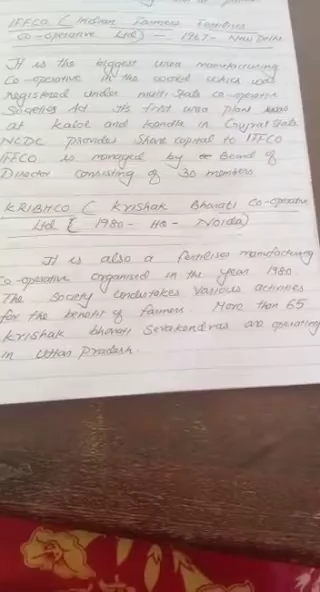 IFFCO ( Indian Farmers Fertilizers
Co-operative Ltd) — 1967 - New Delhi
It is the biggest urea manufacturing
Co-operative in the world which was
registered under multi State co-operative
Societies Act. Its first urea plant
at Kalol and Kandla in Gujrat State
NCDC provides Share capital to IFFCO
IFFCO is managed by Board of
Director consisting of 30 members
KRIBHCO ( Krishak Bharati Co-operative
Ltd. ( 1980 - HQ - Noida)
It is also a fertilizer manufacturing
co-operative organized in the year 1980
The Society undertakes various activities
for the benefit of farmers. More than 65
Krishak bharati Sevakendras are operating
in Uttar Pradesh.